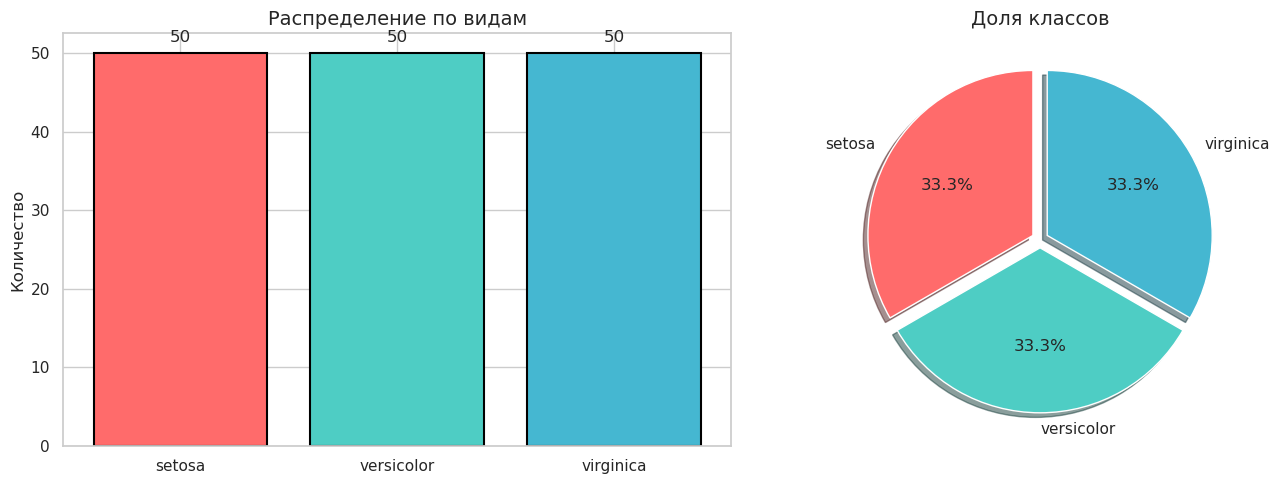 Распределение по видам
50
50
50
Количество
50
40
30
20
10
0
setosa
versicolor
virginica
Доля классов
setosa
virginica
33.3%
33.3%
33.3%
versicolor